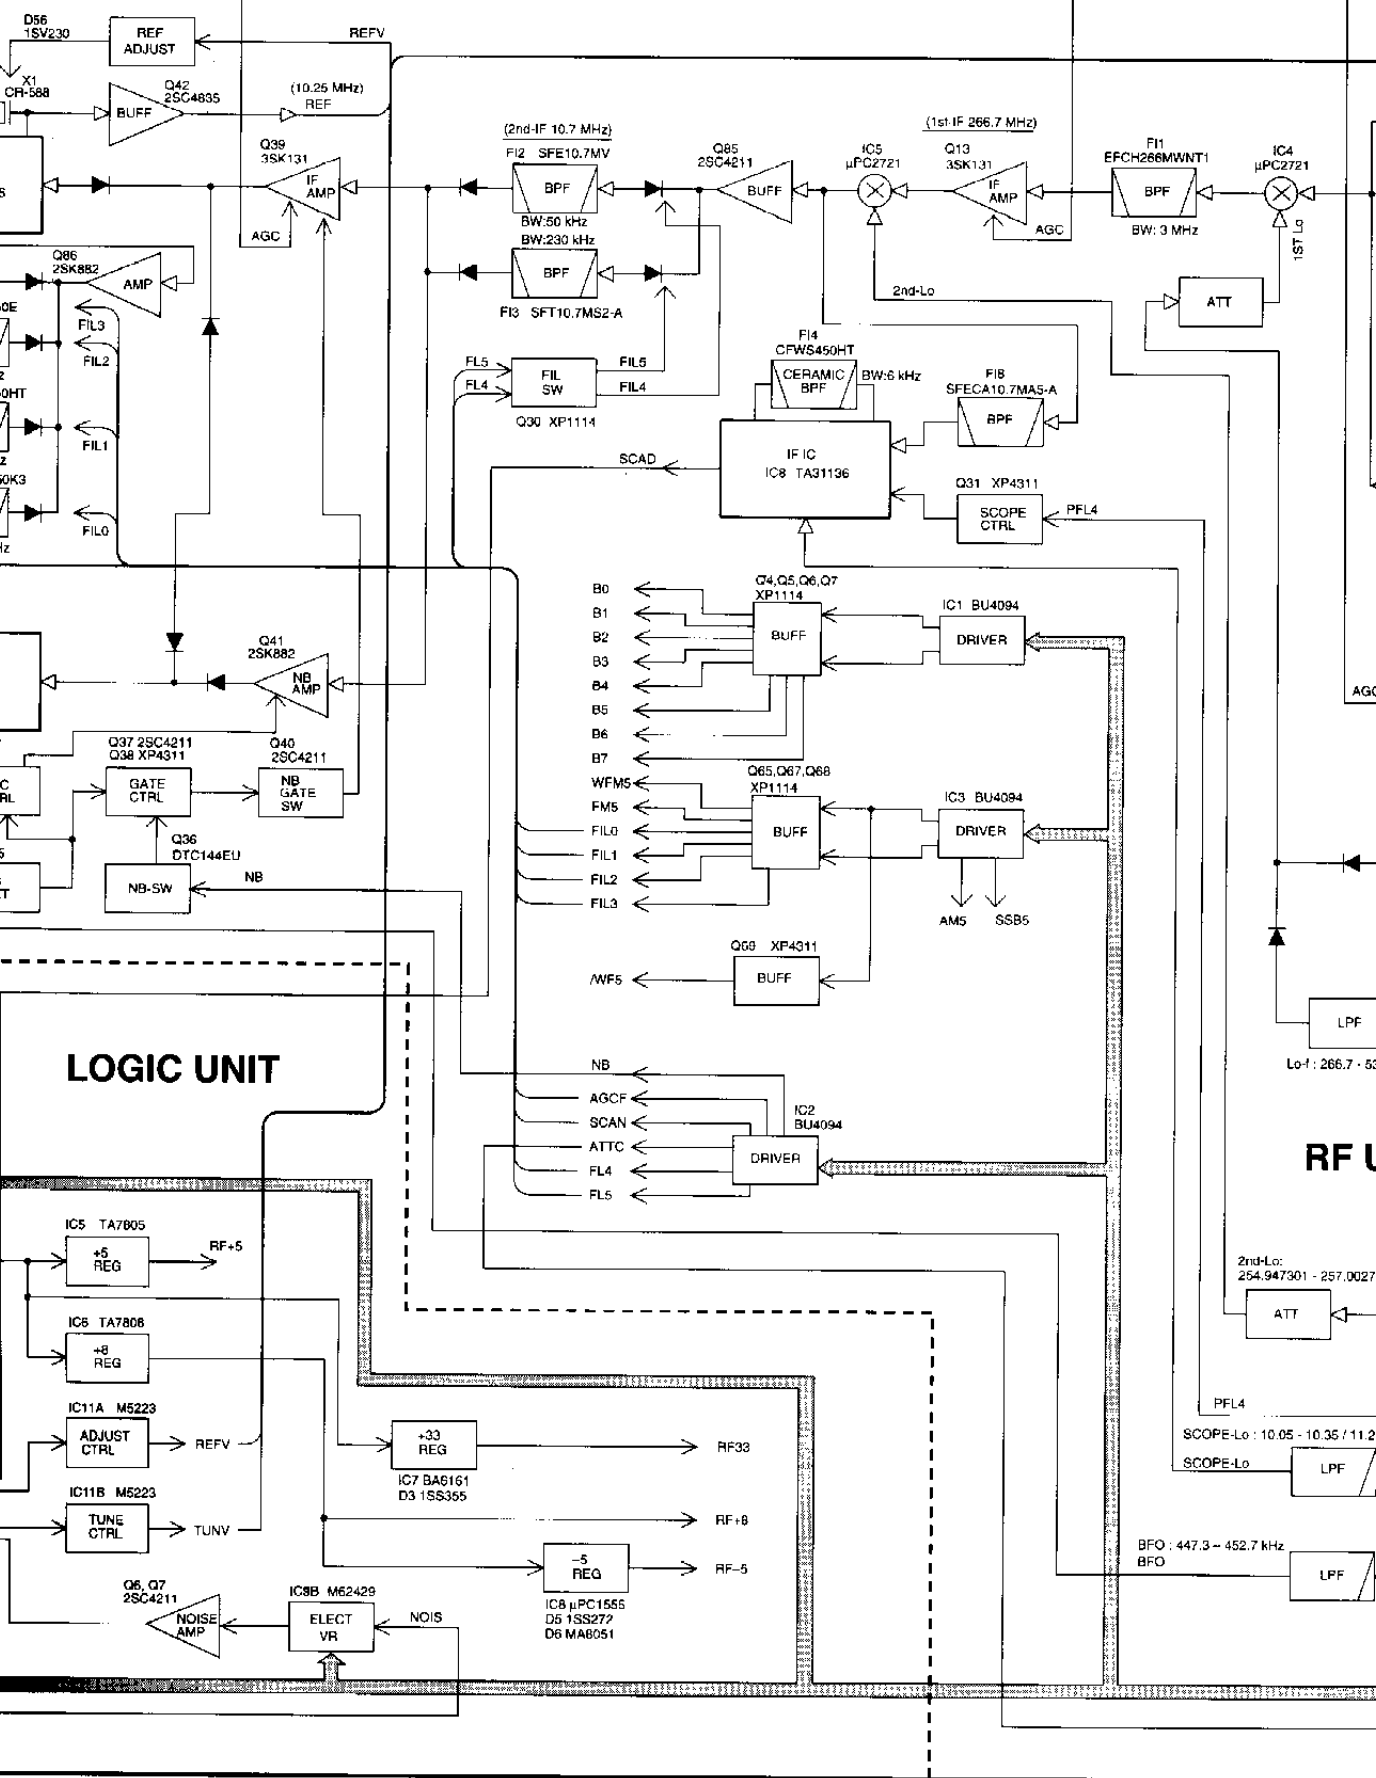 D56
1SV230
REF
ADJUST
REFV
X1
CR-588
BUFF
Q42
2SC4835
(10.25 MHz)
REF
Q39
3SK131
IF
AMP
AGC
(2nd-IF 10.7 MHz)
FI2 SFE10.7MV
BPF
BW:50 kHz
BW:230 kHz
BPF
FI3 SFT10.7MS2-A
Q85
2SC4211
BUFF
IC5
µPC2721
(1st-IF 266.7 MHz)
Q13
3SK131
IF
AMP
AGC
FI1
EFCH266MWNT1
BPF
BW: 3 MHz
IC4
µPC2721
1ST Lo
ATT
2nd-Lo
Q86
2SK882
AMP
FIL3
FIL2
FIL1
FIL0
FL5
FL4
FIL
SW
FIL5
FIL4
Q30 XP1114
FI4
CFWS450HT
CERAMIC
BPF
BW:6 kHz
FI8
SFECA10.7MA5-A
BPF
IF IC
IC8 TA31136
SCAD
Q31 XP4311
SCOPE
CTRL
PFL4
B0
B1
B2
B3
B4
B5
B6
B7
Q4,Q5,Q6,Q7
XP1114
BUFF
IC1 BU4094
DRIVER
Q41
2SK882
NB
AMP
Q37 2SC4211
Q38 XP4311
GATE
CTRL
Q40
2SC4211
NB
GATE
SW
Q36
DTC144EU
NB-SW
NB
WFM5
FM5
FIL0
FIL1
FIL2
FIL3
Q65,Q67,Q68
XP1114
BUFF
IC3 BU4094
DRIVER
AM5
SSB5
AGC
Q69 XP4311
BUFF
/WF5
LPF
Lo-f : 266.7 - 53
LOGIC UNIT
NB
AGCF
SCAN
ATTC
FL4
FL5
IC2
BU4094
DRIVER
RF U
IC5 TA7805
+5
REG
RF+5
IC6 TA7808
+8
REG
2nd-Lo:
254.947301 - 257.0027
ATT
IC11A M5223
ADJUST
CTRL
REFV
+33
REG
RF33
IC7 BA6161
D3 1SS355
PFL4
SCOPE-Lo : 10.05 - 10.35 / 11.2
SCOPE-Lo
LPF
IC11B M5223
TUNE
CTRL
TUNV
RF+8
−5
REG
RF−5
IC8 µPC1555
D5 1SS272
D6 MA8051
BFO : 447.3 – 452.7 kHz
BFO
LPF
Q6, Q7
2SC4211
NOISE
AMP
IC9B M62429
ELECT
VR
NOIS